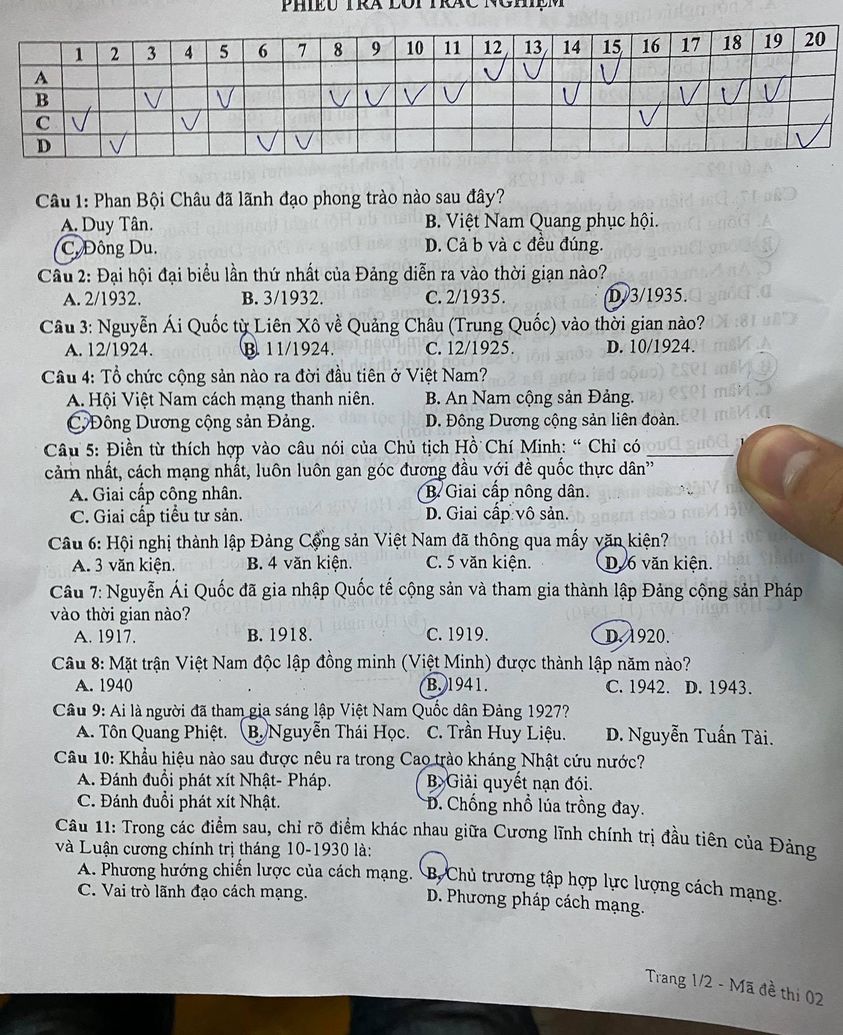 PHIẾU TRẢ LỜI TRẮC NGHIỆM
1 2 3 4 5 6 7 8 9 10 11 12 13 14 15 16 17 18 19 20
A
B
C
D
Câu 1: Phan Bội Châu đã lãnh đạo phong trào nào sau đây?
A. Duy Tân. B. Việt Nam Quang phục hội.
C. Đông Du. D. Cả b và c đều đúng.
Câu 2: Đại hội đại biểu lần thứ nhất của Đảng diễn ra vào thời gian nào?
A. 2/1932. B. 3/1932. C. 2/1935. D. 3/1935.
Câu 3: Nguyễn Ái Quốc từ Liên Xô về Quảng Châu (Trung Quốc) vào thời gian nào?
A. 12/1924. B. 11/1924. C. 12/1925. D. 10/1924.
Câu 4: Tổ chức cộng sản nào ra đời đầu tiên ở Việt Nam?
A. Hội Việt Nam cách mạng thanh niên. B. An Nam cộng sản Đảng.
C. Đông Dương cộng sản Đảng. D. Đông Dương cộng sản liên đoàn.
Câu 5: Điền từ thích hợp vào câu nói của Chủ tịch Hồ Chí Minh: “ Chỉ có ________
cảm nhất, cách mạng nhất, luôn luôn gan góc đương đầu với đề quốc thực dân”
A. Giai cấp công nhân. B. Giai cấp nông dân.
C. Giai cấp tiểu tư sản. D. Giai cấp vô sản.
Câu 6: Hội nghị thành lập Đảng Cộng sản Việt Nam đã thông qua mấy văn kiện?
A. 3 văn kiện. B. 4 văn kiện. C. 5 văn kiện. D. 6 văn kiện.
Câu 7: Nguyễn Ái Quốc đã gia nhập Quốc tế cộng sản và tham gia thành lập Đảng cộng sản Pháp
vào thời gian nào?
A. 1917. B. 1918. C. 1919. D. 1920.
Câu 8: Mặt trận Việt Nam độc lập đồng minh (Việt Minh) được thành lập năm nào?
A. 1940 B. 1941. C. 1942. D. 1943.
Câu 9: Ai là người đã tham gia sáng lập Việt Nam Quốc dân Đảng 1927?
A. Tôn Quang Phiệt. B. Nguyễn Thái Học. C. Trần Huy Liệu. D. Nguyễn Tuấn Tài.
Câu 10: Khẩu hiệu nào sau được nêu ra trong Cao trào kháng Nhật cứu nước?
A. Đánh đuổi phát xít Nhật- Pháp. B. Giải quyết nạn đói.
C. Đánh đuổi phát xít Nhật. D. Chống nhổ lúa trồng đay.
Câu 11: Trong các điểm sau, chỉ rõ điểm khác nhau giữa Cương lĩnh chính trị đầu tiên của Đảng
và Luận cương chính trị tháng 10-1930 là:
A. Phương hướng chiến lược của cách mạng. B. Chủ trương tập hợp lực lượng cách mạng.
C. Vai trò lãnh đạo cách mạng. D. Phương pháp cách mạng.
Trang 1/2 - Mã đề thi 02